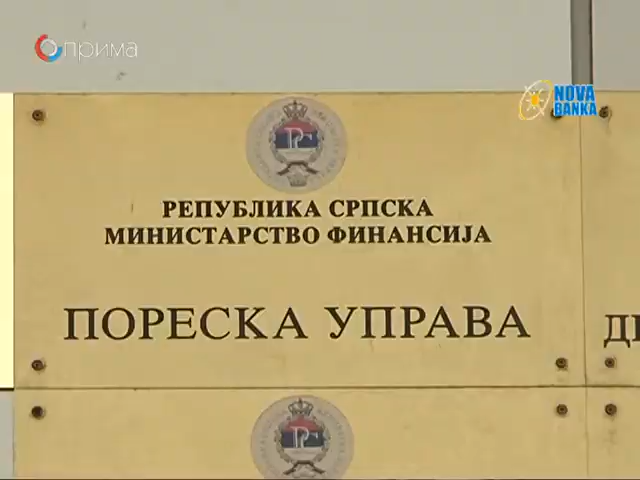 прима
NOVA
BANKA
РЕПУБЛИКА СРПСКА
МИНИСТАРСТВО ФИНАНСИЈА
ПОРЕСКА УПРАВА